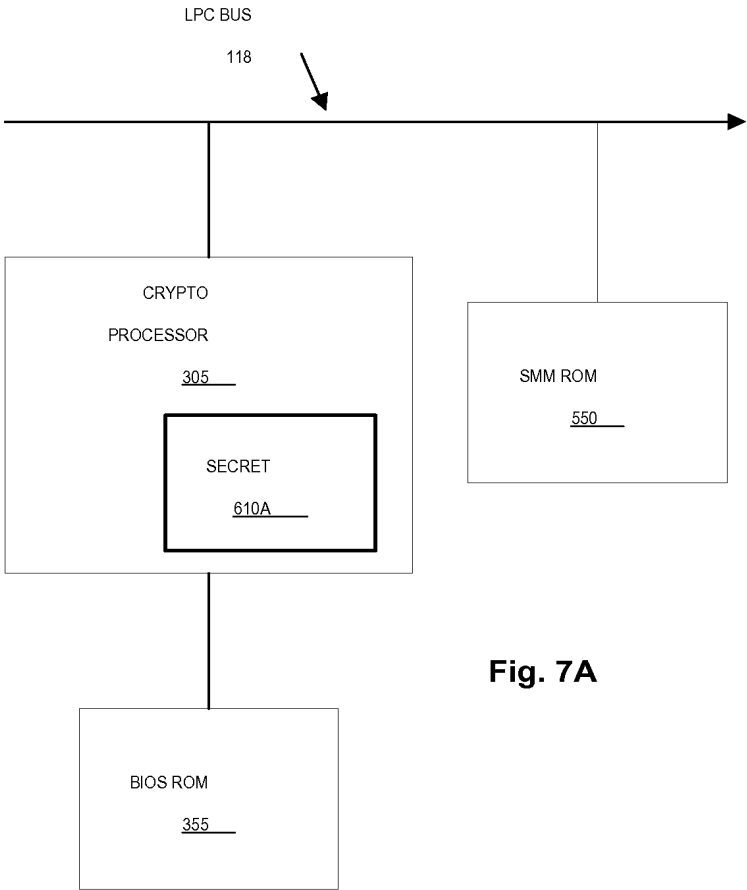 LPC BUS
118
CRYPTO
PROCESSOR
305
SMM ROM
550
SECRET
610A
Fig. 7A
BIOS ROM
355